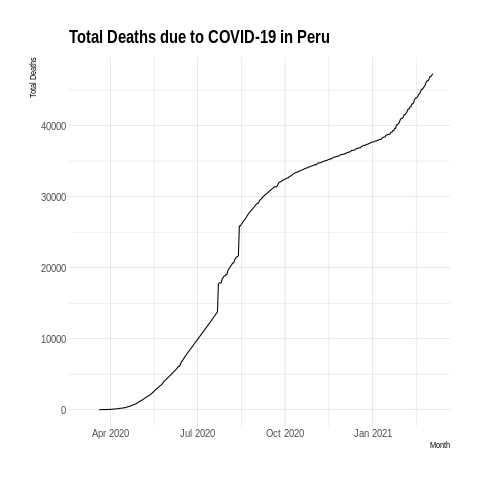 Total Deaths due to COVID-19 in Peru
Total Deaths
40000
30000
20000
10000
0
Apr 2020 Jul 2020 Oct 2020 Jan 2021
Month